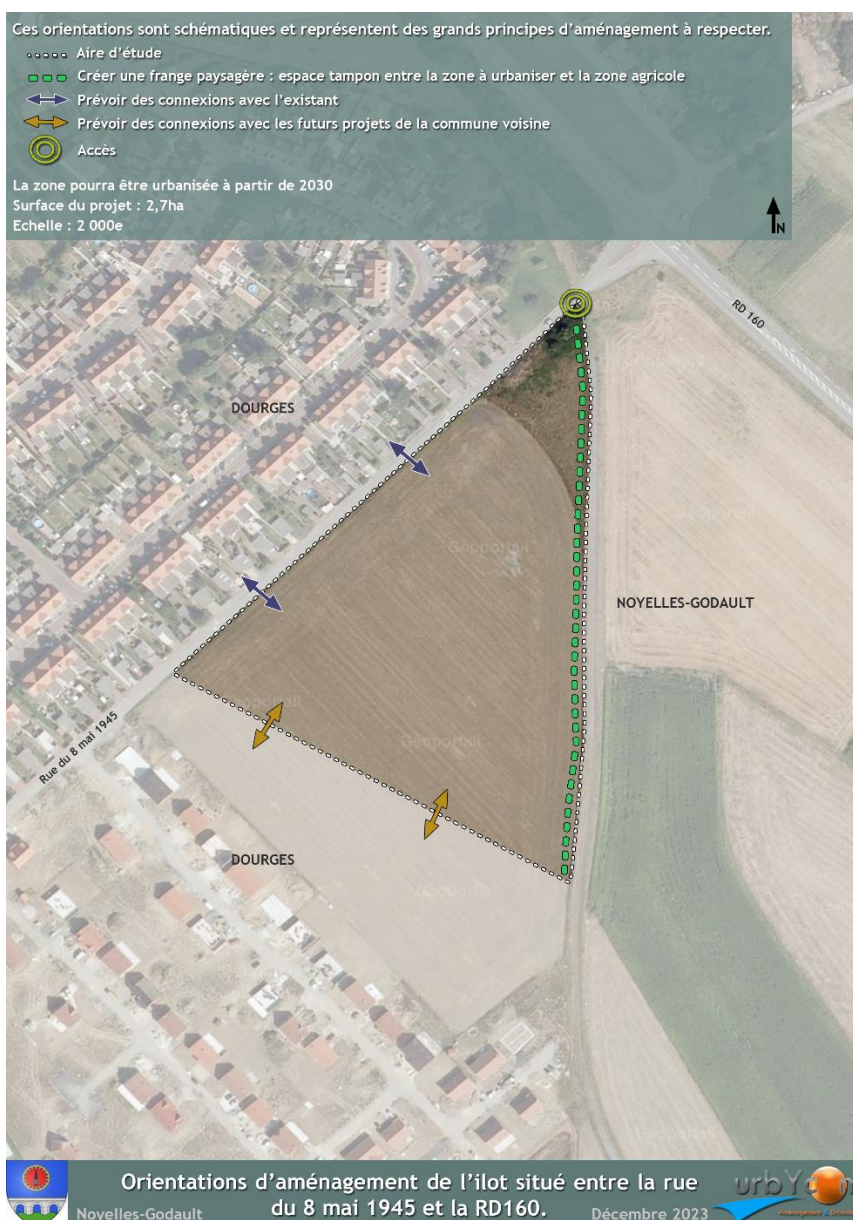 Ces orientations sont schématiques et représentent des grands principes d'aménagement à respecter.
Aire d'étude
Créer une frange paysagère : espace tampon entre la zone à urbaniser et la zone agricole
Prévoir des connexions avec l'existant
Prévoir des connexions avec les futurs projets de la commune voisine
Accès
La zone pourra être urbanisée à partir de 2030
Surface du projet : 2,7ha
Echelle : 2 000e
N
RD 160
DOURGES
Geoportail
NOYELLES-GODAULT
Géoportail
Rue du 8 mai 1945
DOURGES
Orientations d'aménagement de l'ilot situé entre la rue
du 8 mai 1945 et la RD160.
Noyelles-Godault
Décembre 2023